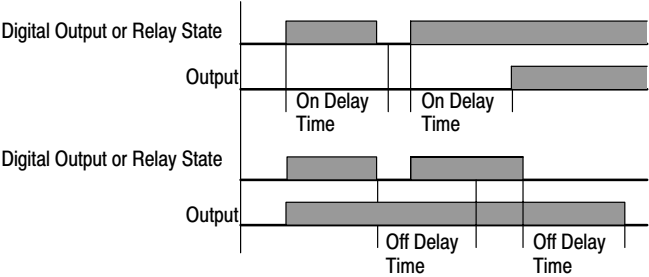 Digital Output or Relay State
Output
On Delay
Time
On Delay
Time
Digital Output or Relay State
Output
Off Delay
Time
Off Delay
Time